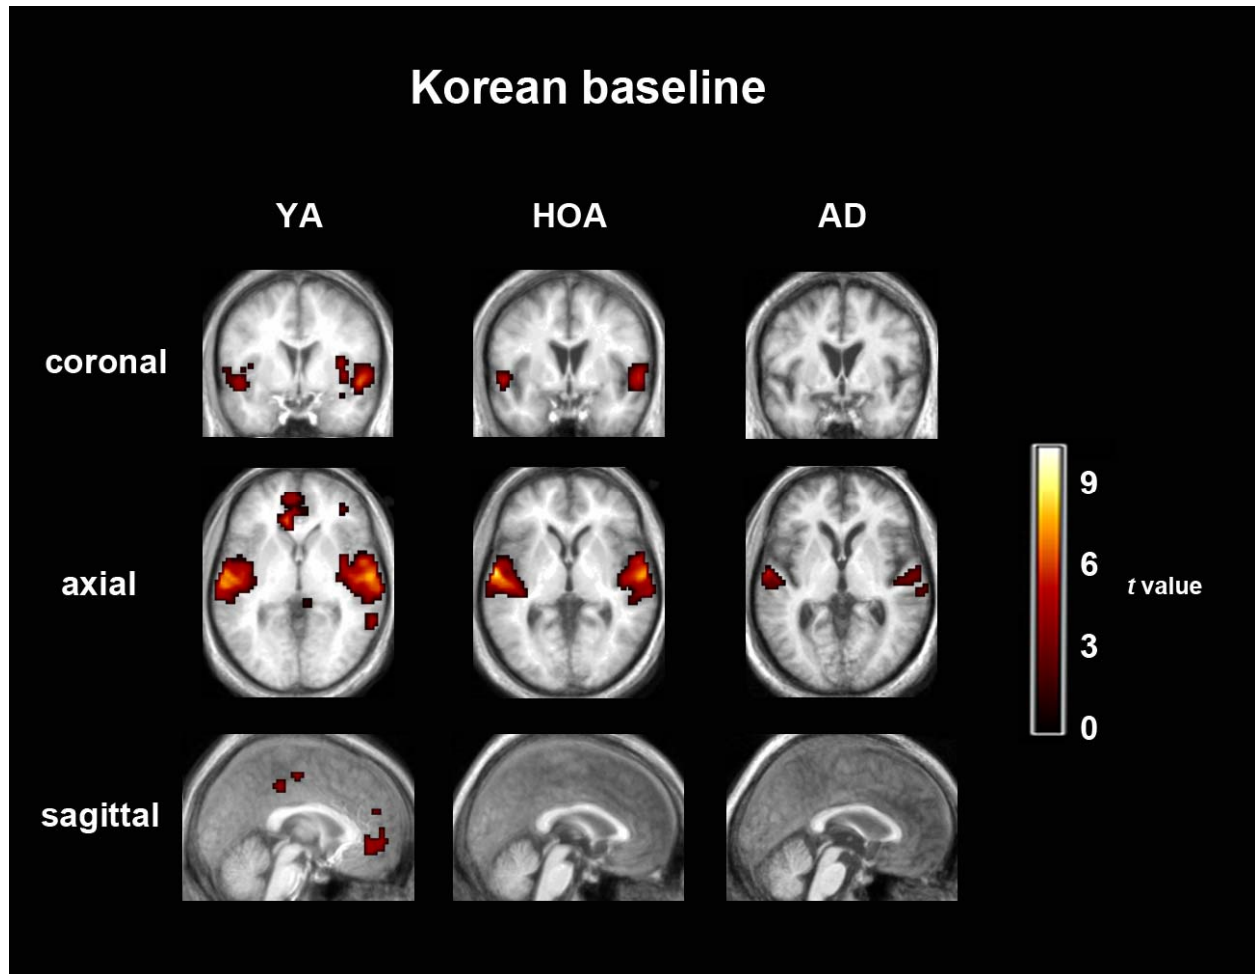 Korean baseline
YA HOA AD
coronal
axial
sagittal
9
6
3
0
t value